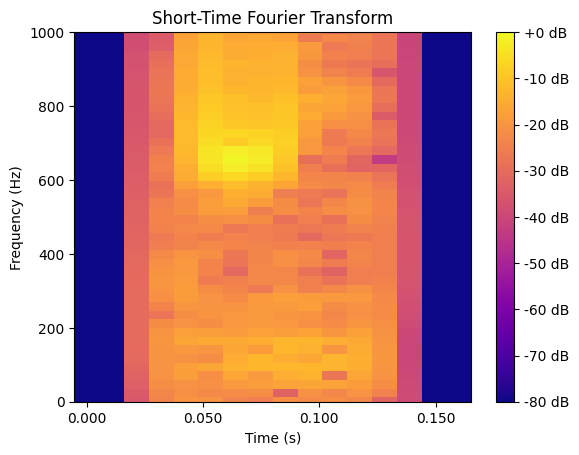 Short-Time Fourier Transform
Frequency (Hz)
1000
800
600
400
200
0
0.000
0.050
0.100
0.150
Time (s)
+0 dB
-10 dB
-20 dB
-30 dB
-40 dB
-50 dB
-60 dB
-70 dB
-80 dB